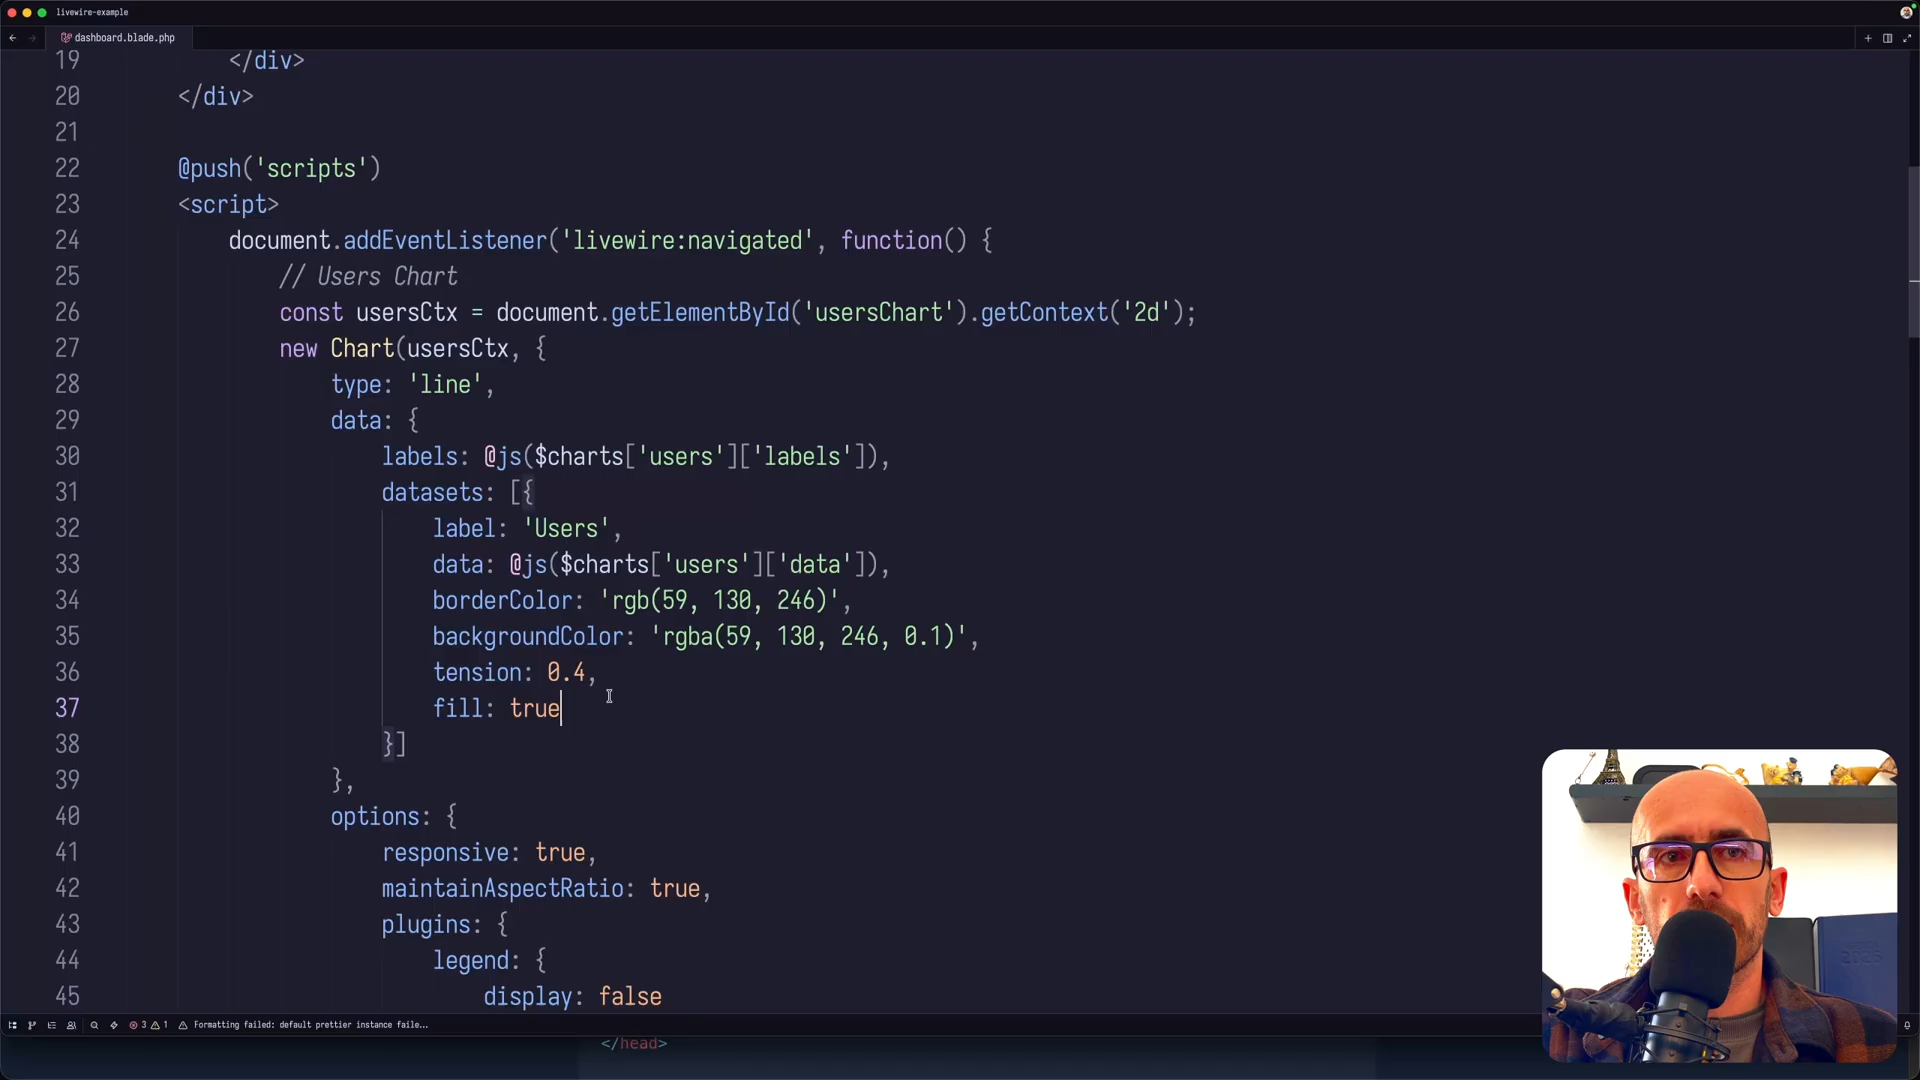 livewire-example
dashboard.blade.php
19 </div>
20 </div>
21
22 @push('scripts')
23 <script>
24 document.addEventListener('livewire:navigated', function() {
25 // Users Chart
26 const usersCtx = document.getElementById('usersChart').getContext('2d');
27 new Chart(usersCtx, {
28 type: 'line',
29 data: {
30 labels: @js($charts['users']['labels']),
31 datasets: [{
32 label: 'Users',
33 data: @js($charts['users']['data']),
34 borderColor: 'rgb(59, 130, 246)',
35 backgroundColor: 'rgba(59, 130, 246, 0.1)',
36 tension: 0.4,
37 fill: true
38 }]
39 },
40 options: {
41 responsive: true,
42 maintainAspectRatio: true,
43 plugins: {
44 legend: {
45 display: false
3 1 Formatting failed: default prettier instance faile...
</head>